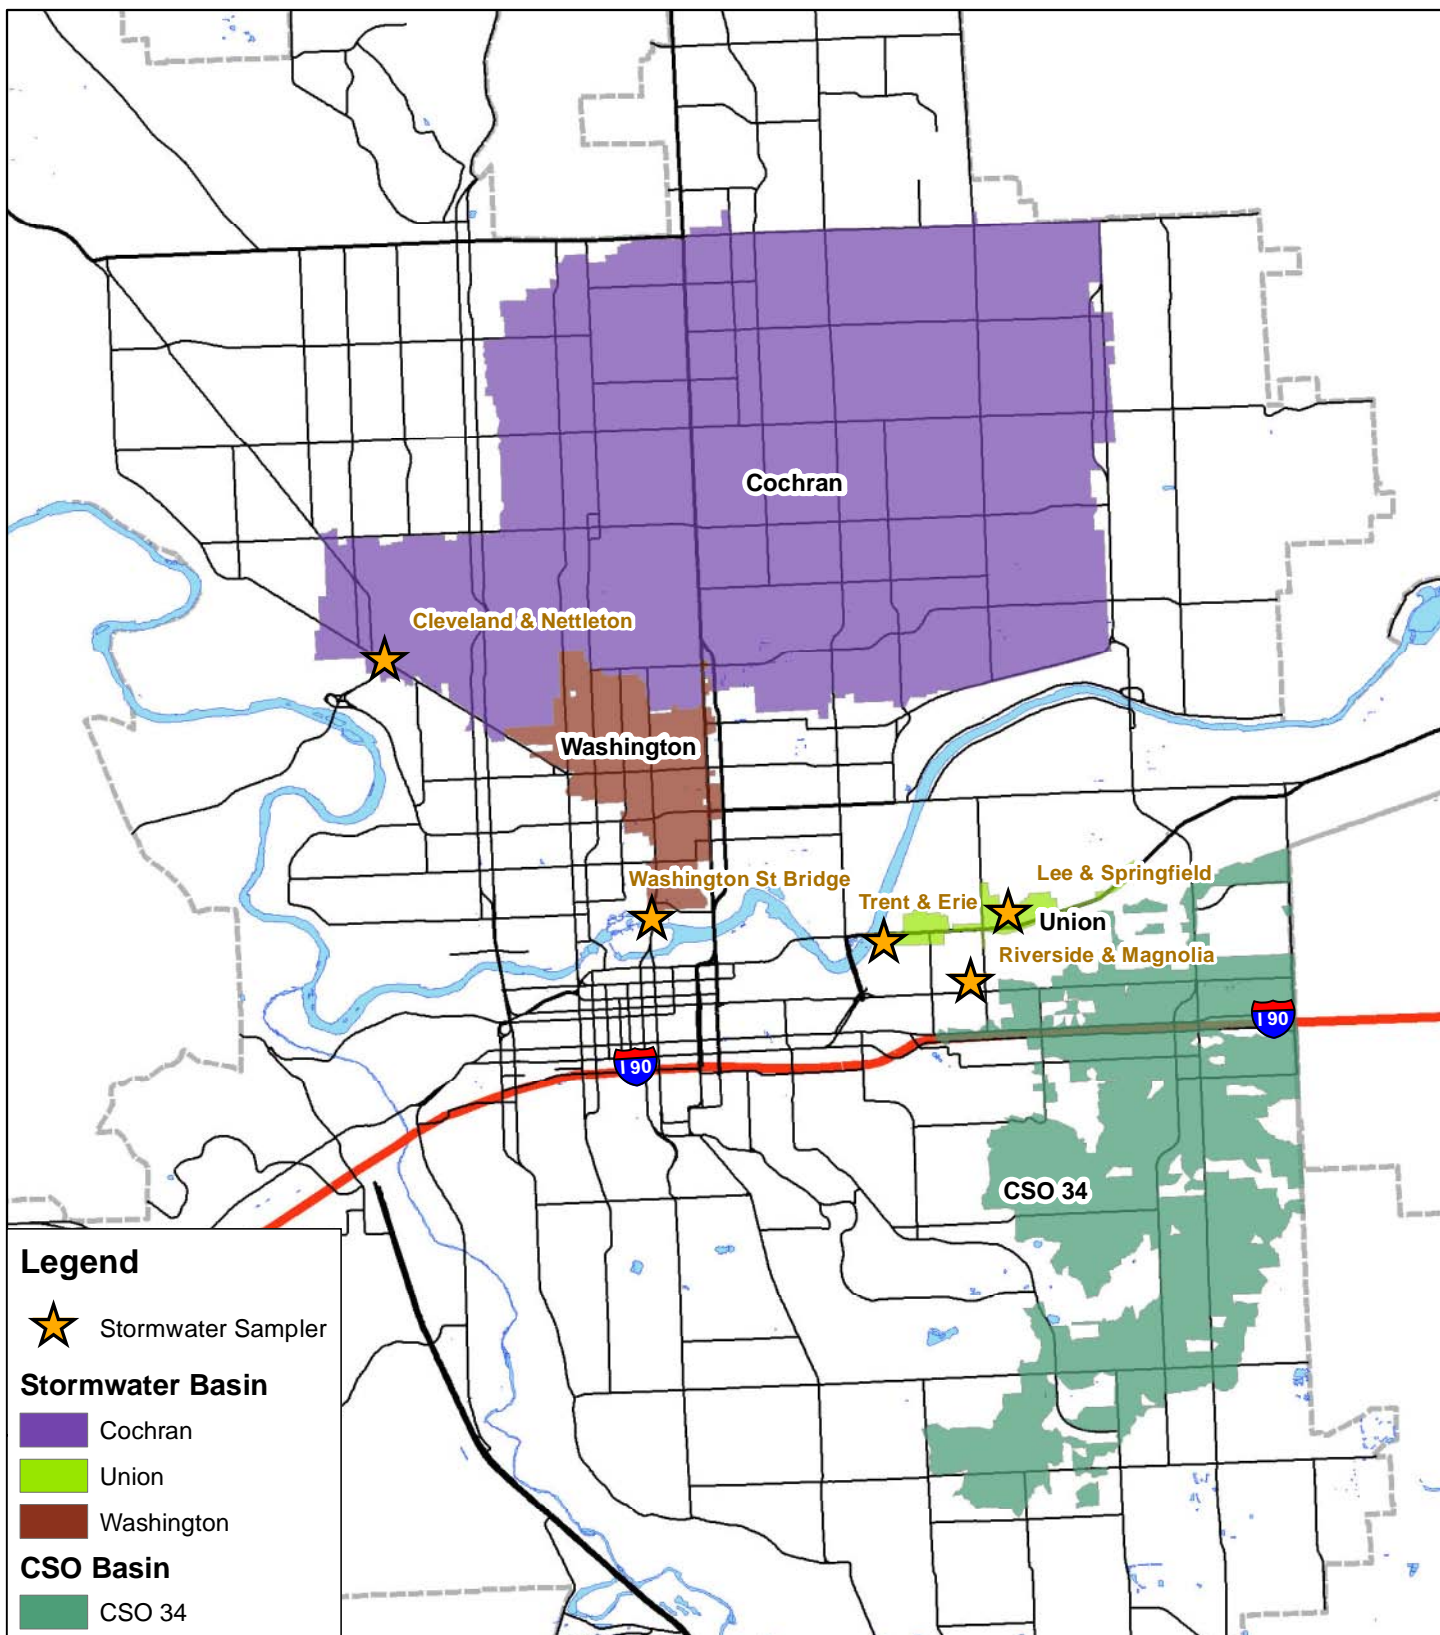 Cochran
Cleveland & Nettleton
Washington
Washington St Bridge
Lee & Springfield
Trent & Erie
Union
Riverside & Magnolia
I 90
I 90
CSO 34
Legend
Stormwater Sampler
Stormwater Basin
Cochran
Union
Washington
CSO Basin
CSO 34